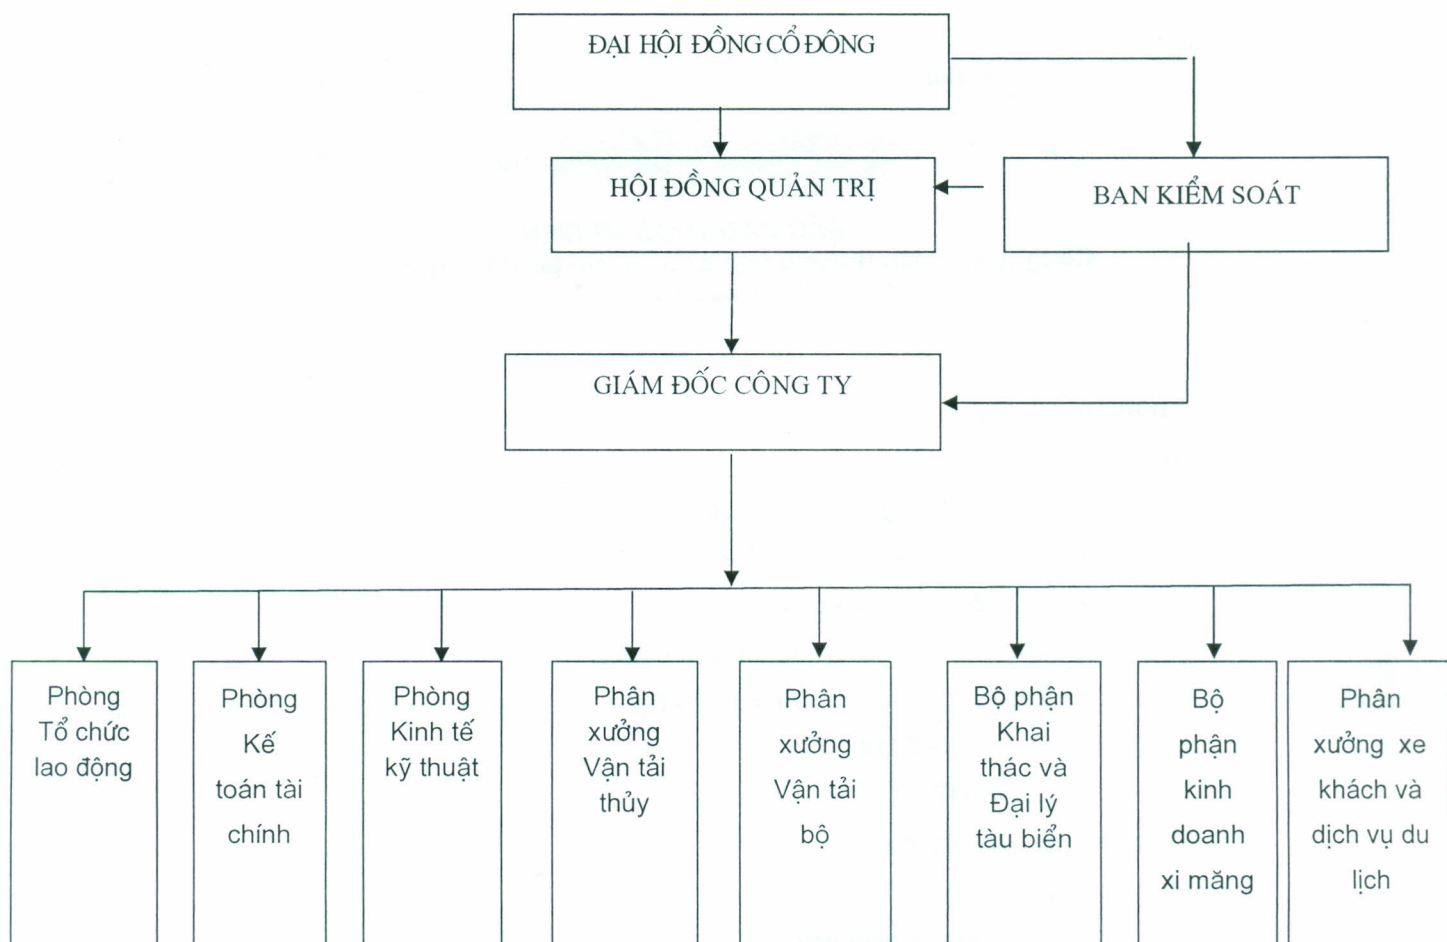 ĐẠI HỘI ĐỒNG CỔ ĐÔNG
HỘI ĐỒNG QUẢN TRỊ
BAN KIỂM SOÁT
GIÁM ĐỐC CÔNG TY
Phòng
Tổ chức
lao động
Phòng
Kế
toán tài
chính
Phòng
Kinh tế
kỹ thuật
Phân
xưởng
Vận tải
thủy
Phân
xưởng
Vận tải
bộ
Bộ phận
Khai
thác và
Đại lý
tàu biển
Bộ
phận
kinh
doanh
xi măng
Phân
xưởng xe
khách và
dịch vụ du
lịch